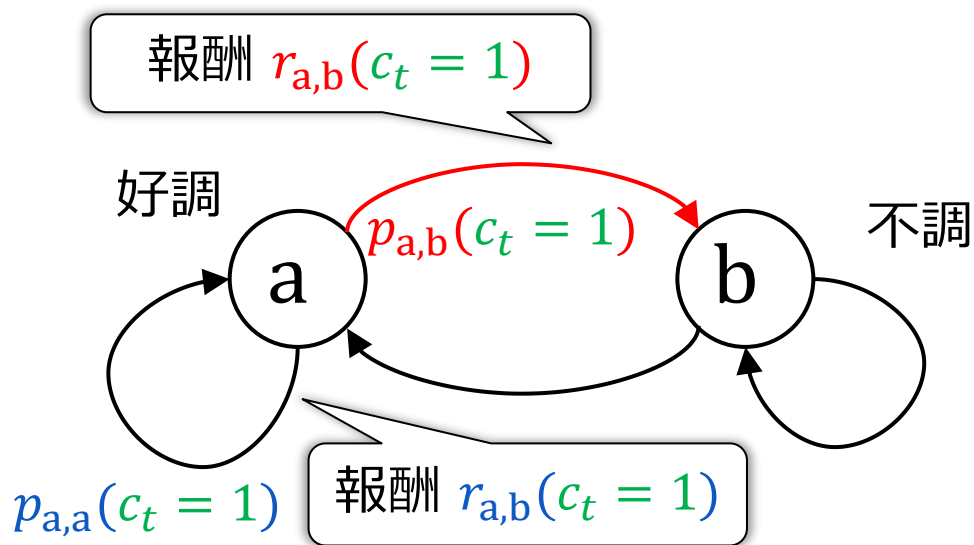 報酬 r_{a,b}(c_t = 1)
好調
p_{a,b}(c_t = 1)
不調
a
b
報酬 r_{a,b}(c_t = 1)
p_{a,a}(c_t = 1)